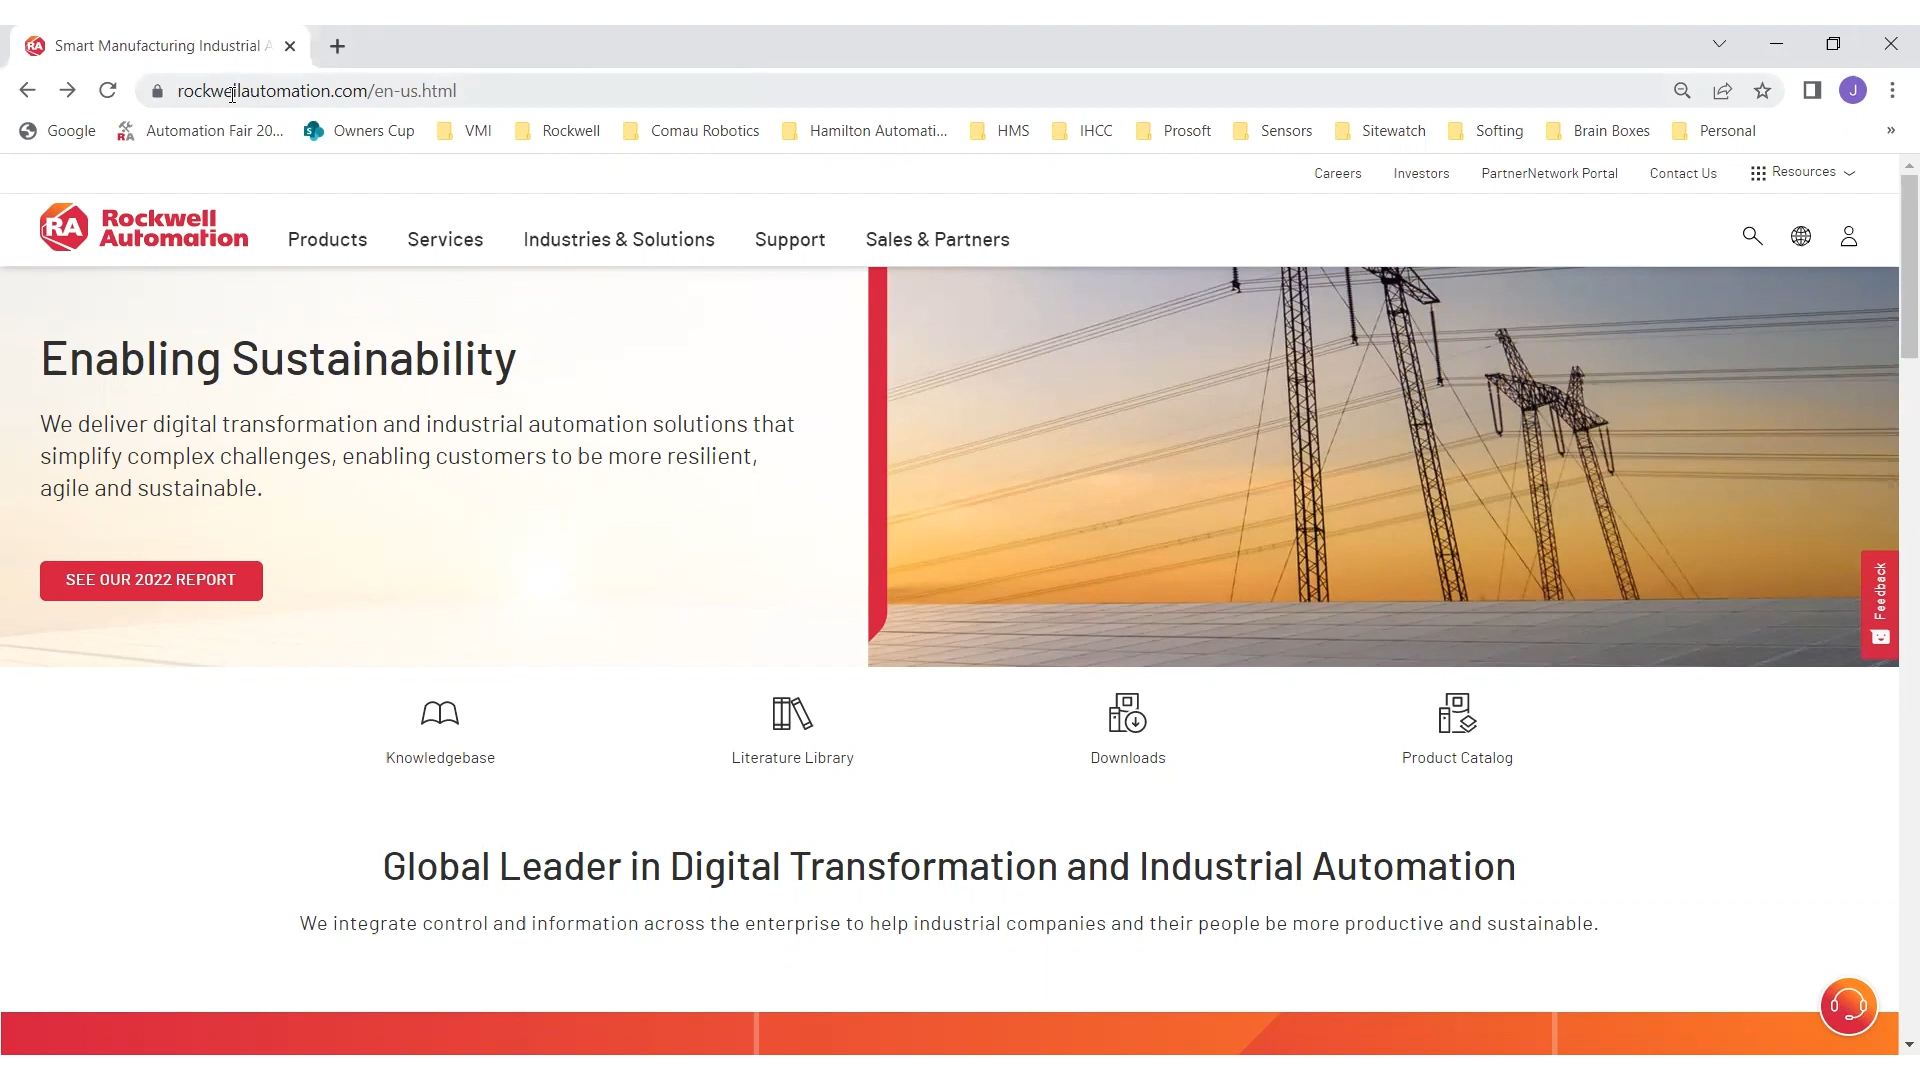 Smart Manufacturing Industrial A
rockwellautomation.com/en-us.html
J
Google
Automation Fair 20...
Owners Cup
VMI
Rockwell
Comau Robotics
Hamilton Automati...
HMS
IHCC
Prosoft
Sensors
Sitewatch
Softing
Brain Boxes
Personal
»
Careers
Investors
PartnerNetwork Portal
Contact Us
Resources
RA
Rockwell
Automation
Products
Services
Industries & Solutions
Support
Sales & Partners
Enabling Sustainability
We deliver digital transformation and industrial automation solutions that
simplify complex challenges, enabling customers to be more resilient,
agile and sustainable.
SEE OUR 2022 REPORT
Feedback
Knowledgebase
Literature Library
Downloads
Product Catalog
Global Leader in Digital Transformation and Industrial Automation
We integrate control and information across the enterprise to help industrial companies and their people be more productive and sustainable.